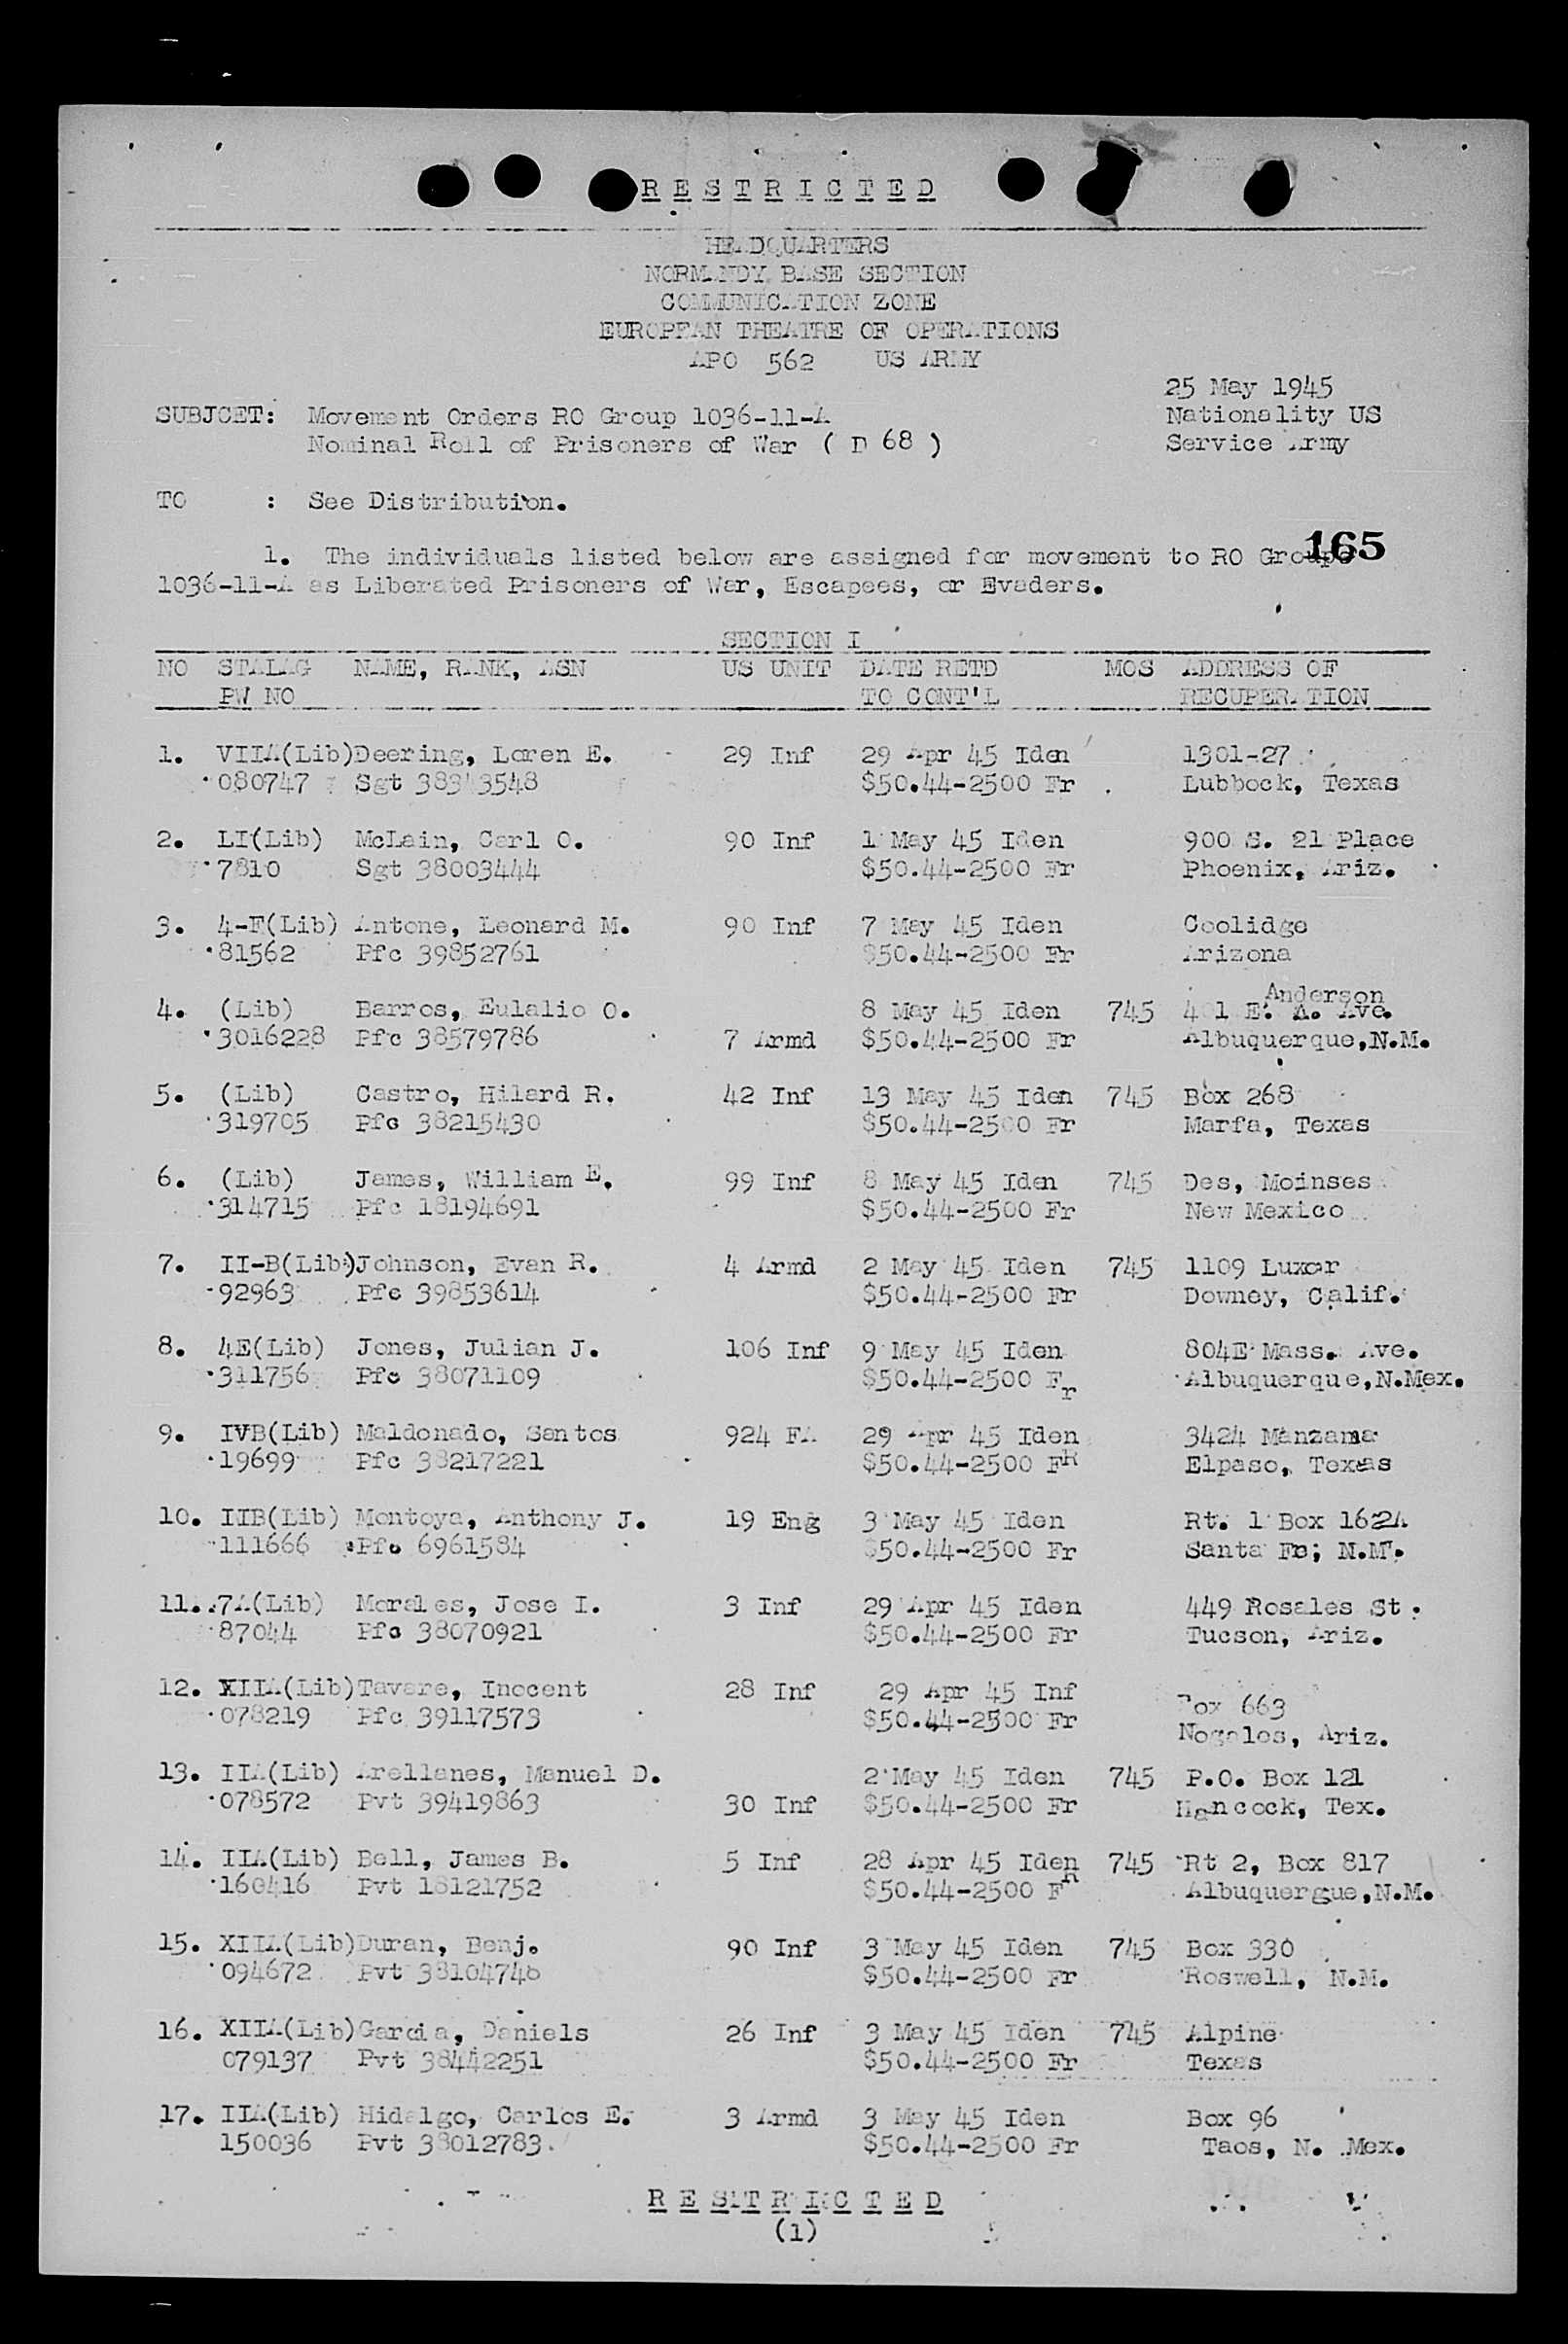 RESTRICTED
HEADQUARTERS
NORMANDY BASE SECTION
COMMUNICATION ZONE
EUROPEAN THEATRE OF OPERATIONS
APO 562 US ARMY
25 May 1945
SUBJCET: Movement Orders RO Group 1036-11-A Nationality US
Nominal Roll of Prisoners of War ( D 68 ) Service Army
TO : See Distribution.
165
1. The individuals listed below are assigned for movement to RO Groups
1036-11-A as Liberated Prisoners of War, Escapees, or Evaders.
SECTION I
NO STALAG NAME, RANK, ASN US UNIT DATE RETD MOS ADDRESS OF
PW NO TO CONT'L RECUPERATION
1. VIIA(Lib)Deering, Loren E. 29 Inf 29 Apr 45 Iden 1301-27
080747 Sgt $50.44-2500 Fr Lubbock, Texas
2. LI(Lib) McLain, Carl O. 90 Inf 1 May 45 Iden 900 S. 21 Place
7810 Sgt 38003444 $50.44-2500 Fr Phoenix, Ariz.
3. 4-F(Lib) Antone, Leonard M. 90 Inf 7 May 45 Iden Coolidge
81562 Pfc 39852761 $50.44-2500 Fr Arizona
Anderson
4. (Lib) Barros, Eulalio O. 8 May 45 Iden 745 401 E. A. Ave.
3016228 Pfc 38579786 7 Armd $50.44-2500 Fr Albuquerque,N.M.
5. (Lib) Castro, Hilard R. 42 Inf 13 May 45 Iden 745 Box 268
319705 Pfc 38215430 $50.44-2500 Fr Marfa, Texas
6. (Lib) James, William E. 99 Inf 8 May 45 Iden 745 Des, Moinses
314715 Pfc 18194691 $50.44-2500 Fr New Mexico
7. II-B(Lib)Johnson, Evan R. 4 Armd 2 May 45 Iden 745 1109 Luxor
92963 Pfc 39853614 $50.44-2500 Fr Downey, Calif.
8. 4E(Lib) Jones, Julian J. 106 Inf 9 May 45 Iden 804E Mass. Ave.
311756 Pfc 38071109 $50.44-2500 Fr Albuquerque,N.Mex.
9. IVB(Lib) Maldonado, Santos 924 FA 29 Apr 45 Iden 3424 Manzama
19699 Pfc 38217221 $50.44-2500 FR Elpaso, Texas
10. IIB(Lib) Montoya, Anthony J. 19 Eng 3 May 45 Iden Rt. 1 Box 162A
111666 Pfc 6961584 $50.44-2500 Fr Santa Fe; N.M.
11. 7A(Lib) Morales, Jose I. 3 Inf 29 Apr 45 Iden 449 Rosales St.
87044 Pfc 38070921 $50.44-2500 Fr Tucson, Ariz.
12. XIIA(Lib)Tavare, Inocent 28 Inf 29 Apr 45 Inf Box 663
078219 Pfc 39117573 $50.44-2500 Fr Nogales, Ariz.
13. IIA(Lib) Arellanes, Manuel D. 2 May 45 Iden 745 P.O. Box 121
078572 Pvt 39419863 30 Inf $50.44-2500 Fr Hancock, Tex.
14. IIA(Lib) Bell, James B. 5 Inf 28 Apr 45 Iden 745 Rt 2, Box 817
160416 Pvt 18121752 $50.44-2500 FR Albuquergue,N.M.
15. XIIA(Lib)Duran, Benj. 90 Inf 3 May 45 Iden 745 Box 330
094672 Pvt $50.44-2500 Fr Roswell, N.M.
16. XIIA(Lib)Garcia, Daniels 26 Inf 3 May 45 Iden 745 Alpine
079137 Pvt 38442251 $50.44-2500 Fr Texas
17. IIA(Lib) Hidalgo, Carlos E. 3 Armd 3 May 45 Iden Box 96
150036 Pvt 38012783. $50.44-2500 Fr Taos, N. Mex.
RESTRICTED
(1)